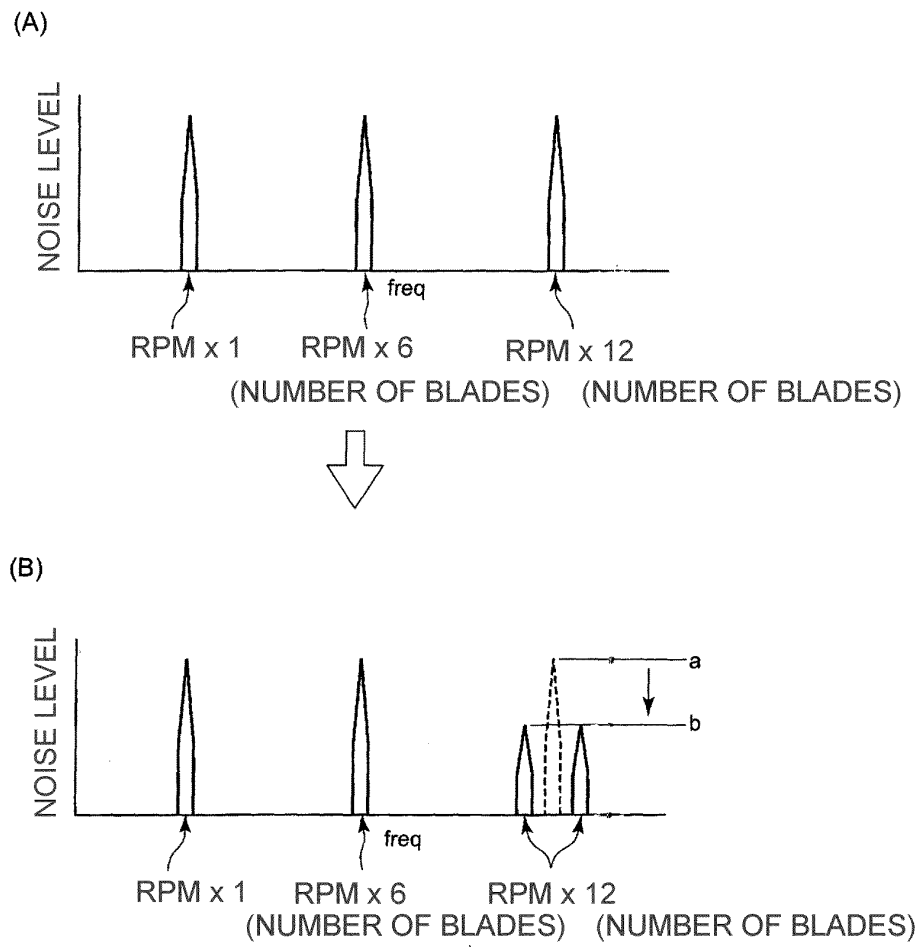 (A)
NOISE LEVEL
freq
RPM x 1 RPM x 6 RPM x 12
(NUMBER OF BLADES) (NUMBER OF BLADES)
(B)
NOISE LEVEL
a
b
freq
RPM x 1 RPM x 6 RPM x 12
(NUMBER OF BLADES) (NUMBER OF BLADES)